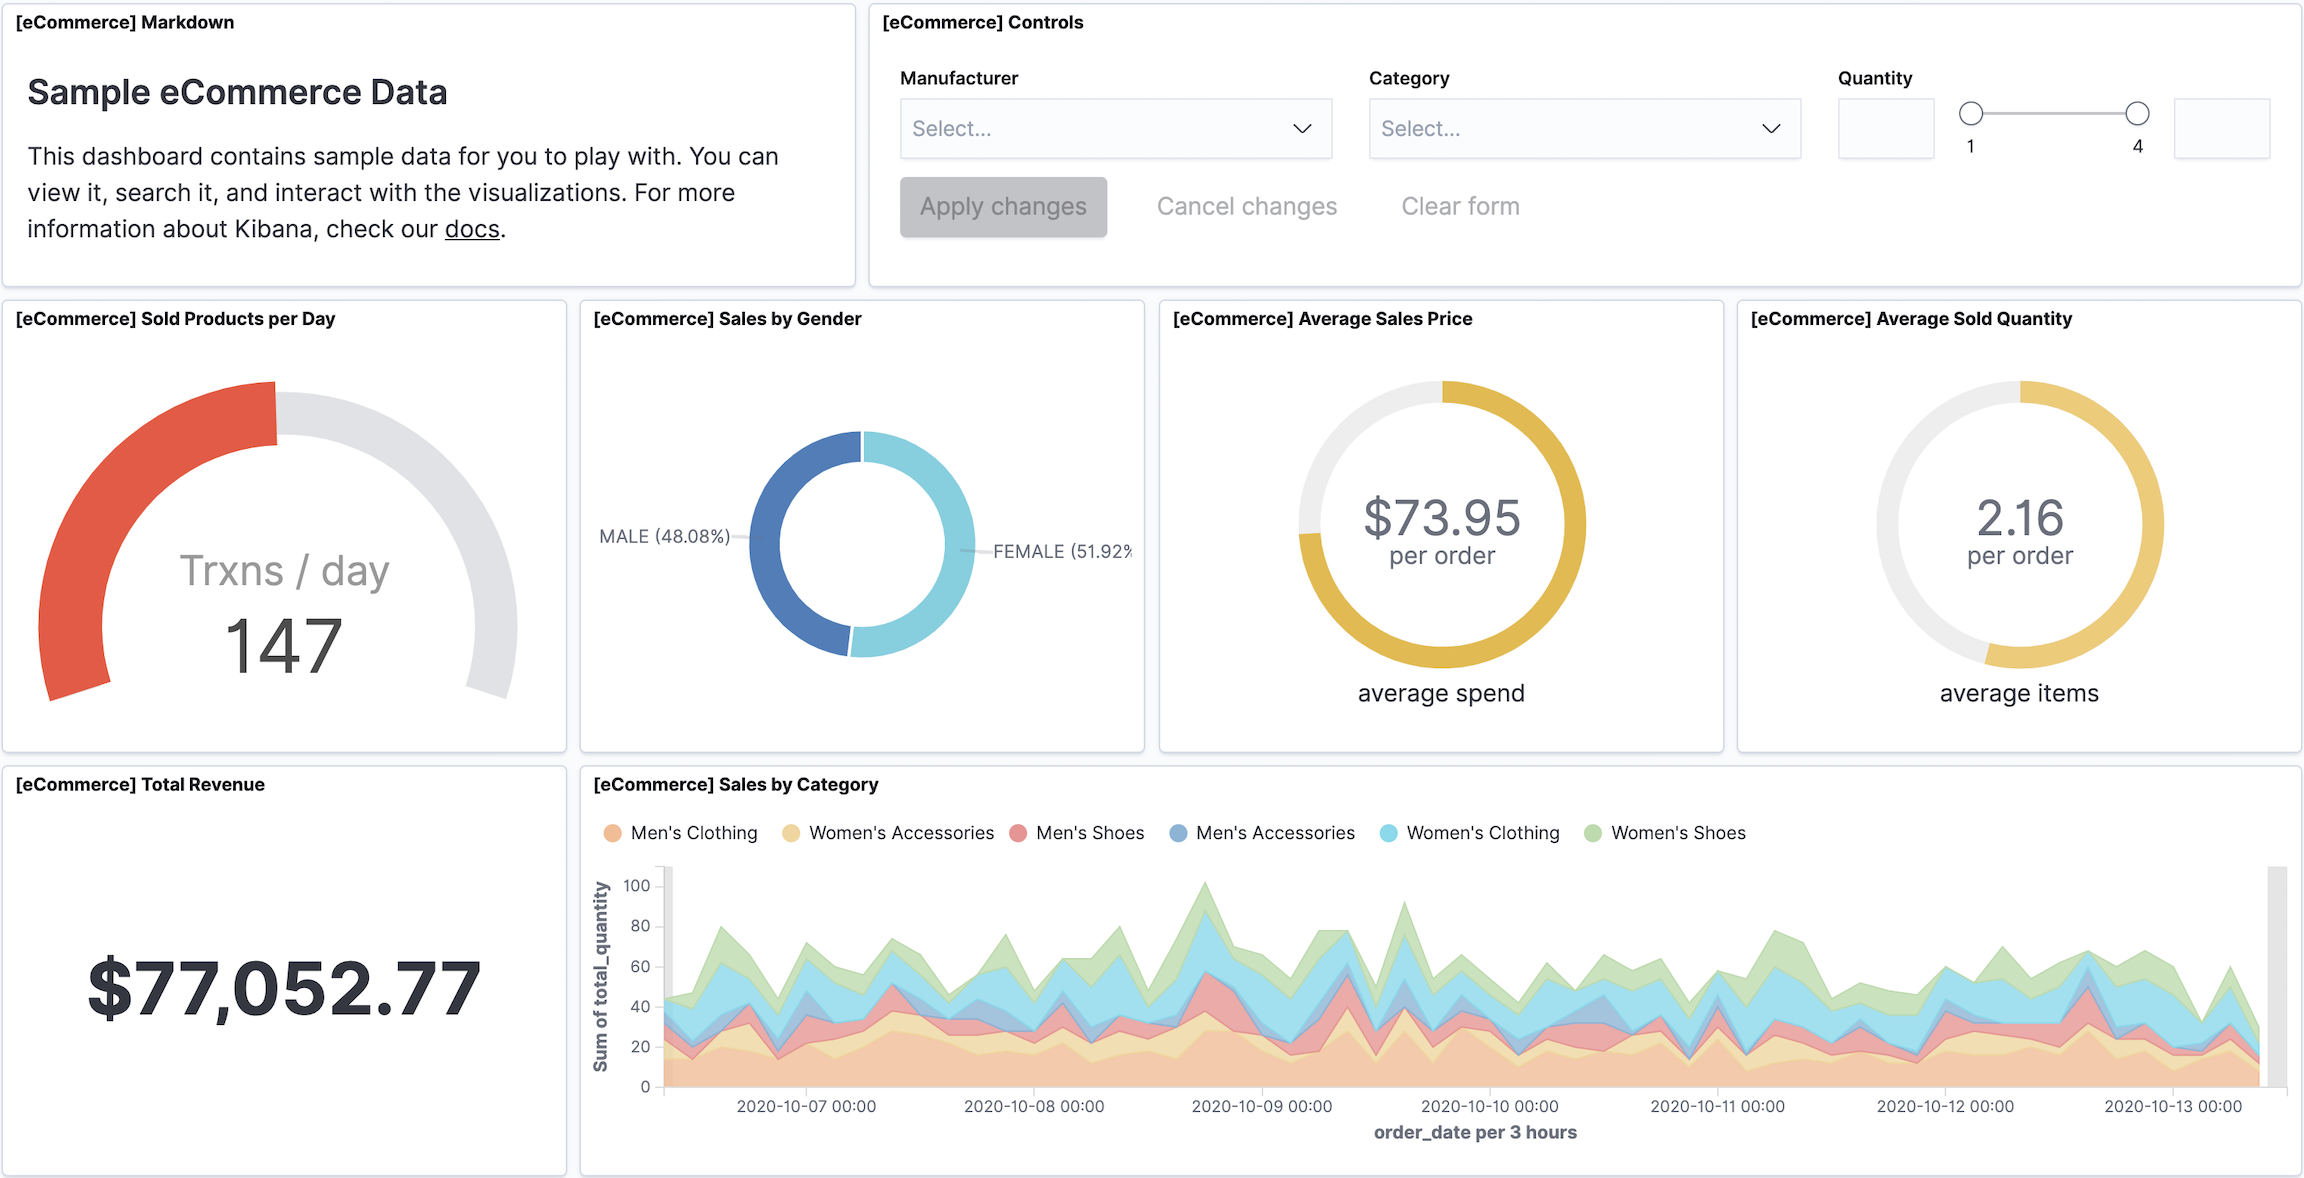 [eCommerce] Markdown
Sample eCommerce Data
This dashboard contains sample data for you to play with. You can
view it, search it, and interact with the visualizations. For more
information about Kibana, check our docs.
[eCommerce] Controls
Manufacturer
Select...
Category
Select...
Quantity
1
4
Apply changes
Cancel changes
Clear form
[eCommerce] Sold Products per Day
Trxns / day
147
[eCommerce] Sales by Gender
MALE (48.08%)
FEMALE (51.92%
[eCommerce] Average Sales Price
$73.95
per order
average spend
[eCommerce] Average Sold Quantity
2.16
per order
average items
[eCommerce] Total Revenue
$77,052.77
[eCommerce] Sales by Category
Men's Clothing
Women's Accessories
Men's Shoes
Men's Accessories
Women's Clothing
Women's Shoes
Sum of total_quantity
100
80
60
40
20
0
2020-10-07 00:00
2020-10-08 00:00
2020-10-09 00:00
2020-10-10 00:00
2020-10-11 00:00
2020-10-12 00:00
2020-10-13 00:00
order_date per 3 hours